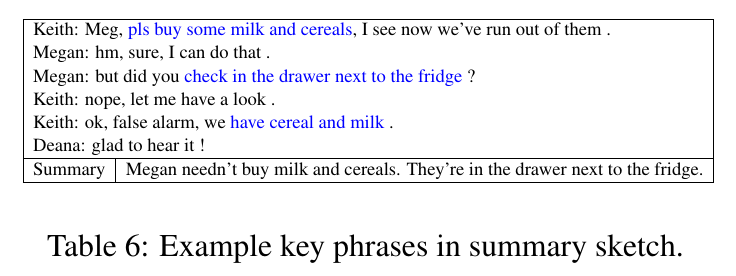 Keith: Meg, pls buy some milk and cereals, I see now we've run out of them .
Megan: hm, sure, I can do that .
Megan: but did you check in the drawer next to the fridge ?
Keith: nope, let me have a look .
Keith: ok, false alarm, we have cereal and milk .
Deana: glad to hear it !
Summary Megan needn't buy milk and cereals. They're in the drawer next to the fridge.
Table 6: Example key phrases in summary sketch.